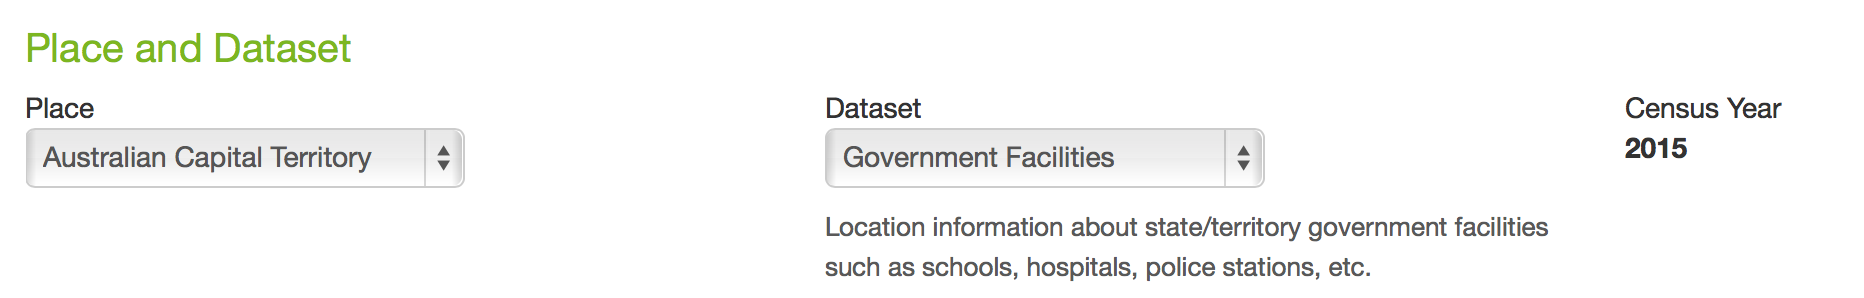 Place and Dataset
Place
Australian Capital Territory
Dataset
Government Facilities
Location information about state/territory government facilities
such as schools, hospitals, police stations, etc.
Census Year
2015